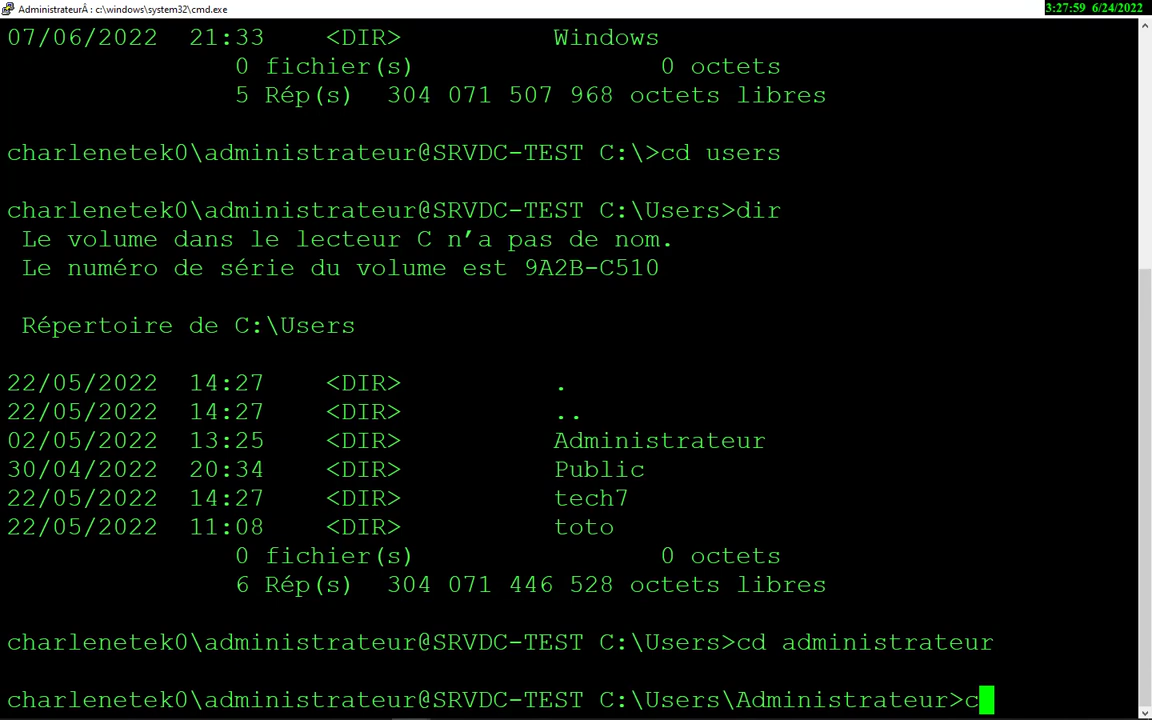 AdministrateurÂ : c:\windows\system32\cmd.exe
3:27:59 6/24/2022
07/06/2022 21:33 <DIR> Windows
0 fichier(s) 0 octets
5 Rép(s) 304 071 507 968 octets libres
charlenetek0\administrateur@SRVDC-TEST C:\>cd users
charlenetek0\administrateur@SRVDC-TEST C:\Users>dir
Le volume dans le lecteur C n’a pas de nom.
Le numéro de série du volume est 9A2B-C510
Répertoire de C:\Users
22/05/2022 14:27 <DIR> .
22/05/2022 14:27 <DIR> ..
02/05/2022 13:25 <DIR> Administrateur
30/04/2022 20:34 <DIR> Public
22/05/2022 14:27 <DIR> tech7
22/05/2022 11:08 <DIR> toto
0 fichier(s) 0 octets
6 Rép(s) 304 071 446 528 octets libres
charlenetek0\administrateur@SRVDC-TEST C:\Users>cd administrateur
charlenetek0\administrateur@SRVDC-TEST C:\Users\Administrateur>c